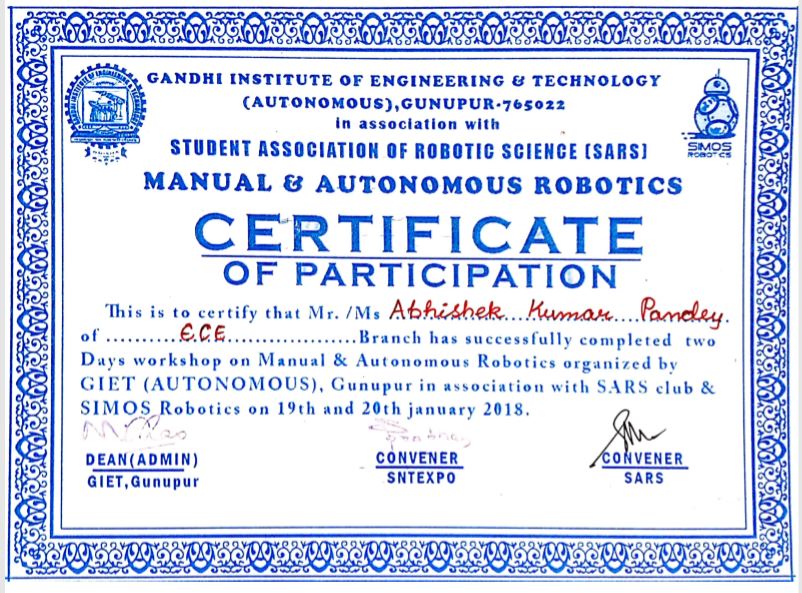 GANDHI INSTITUTE OF ENGINEERING & TECHNOLOGY
(AUTONOMOUS),GUNUPUR-765022
in association with
STUDENT ASSOCIATION OF ROBOTIC SCIENCE (SARS)
SIMOS
ROBOTICS
MANUAL & AUTONOMOUS ROBOTICS
CERTIFICATE
OF PARTICIPATION
This is to certify that Mr. /Ms Abhishek Kumar Pandey
of ECE Branch has successfully completed two
Days workshop on Manual & Autonomous Robotics organized by
GIET (AUTONOMOUS), Gunupur in association with SARS club &
SIMOS Robotics on 19th and 20th january 2018.
DEAN(ADMIN)
GIET,Gunupur
CONVENER
SNTEXPO
CONVENER
SARS